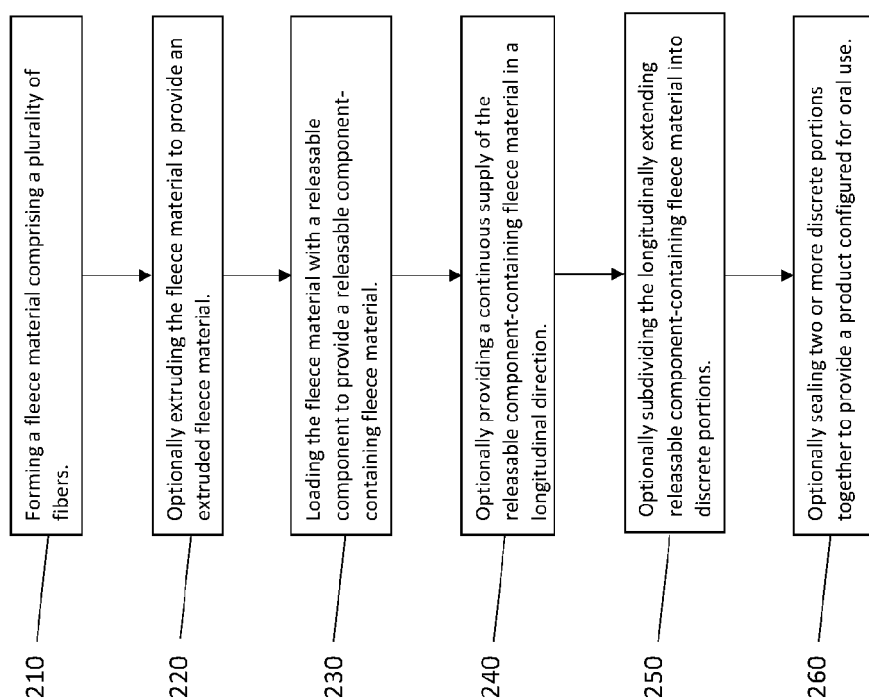 210
Forming a fleece material comprising a plurality of
fibers.
220
Optionally extruding the fleece material to provide an
extruded fleece material.
230
Loading the fleece material with a releasable
component to provide a releasable component-
containing fleece material.
240
Optionally providing a continuous supply of the
releasable component-containing fleece material in a
longitudinal direction.
250
Optionally subdividing the longitudinally extending
releasable component-containing fleece material into
discrete portions.
260
Optionally sealing two or more discrete portions
together to provide a product configured for oral use.